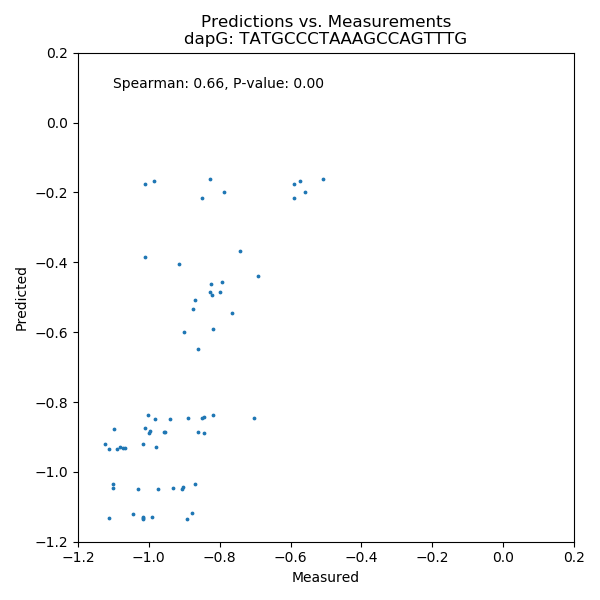 Predictions vs. Measurements
dapG: TATGCCCTAAAGCCAGTTTG
Spearman: 0.66, P-value: 0.00
0.2
0.0
−0.2
−0.4
−0.6
−0.8
−1.0
−1.2
Predicted
−1.2 −1.0 −0.8 −0.6 −0.4 −0.2 0.0 0.2
Measured